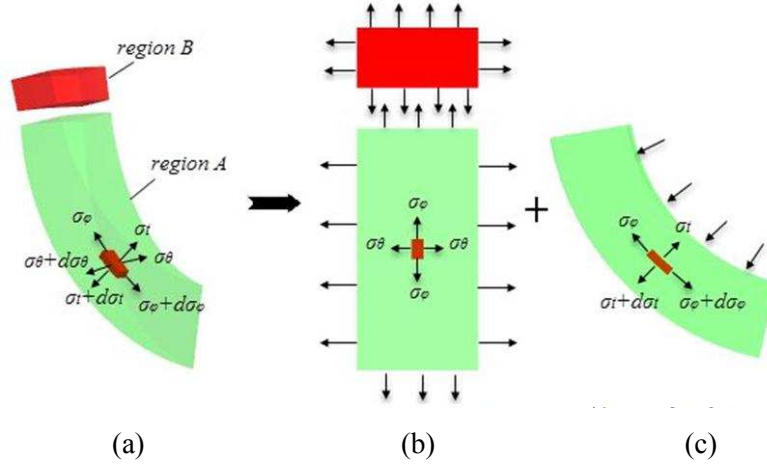 region B
region A
σφ
σt
σθ+dσθ
σθ
σt+dσt
σφ+dσφ
σφ
σθ
σθ
σφ
+
σφ
σt
σt+dσt
σφ+dσφ
(a)
(b)
(c)